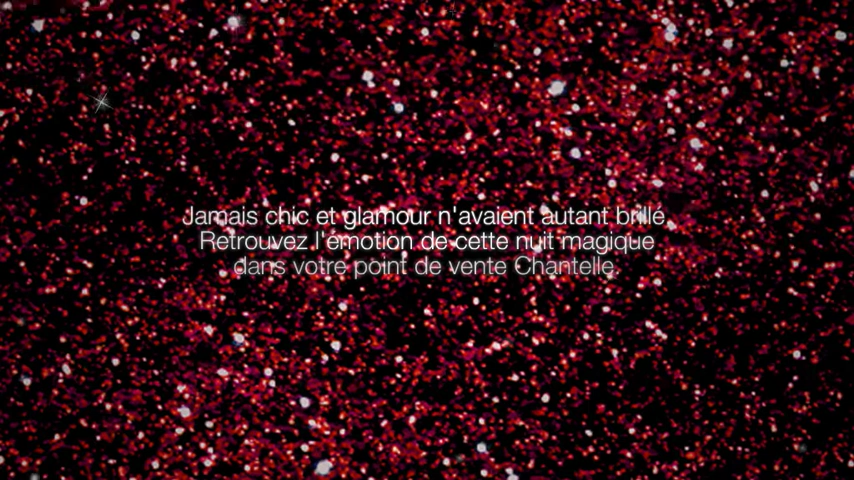 Jamais chic et glamour n'avaient autant brillé.
Retrouvez l'émotion de cette nuit magique
dans votre point de vente Chantelle.